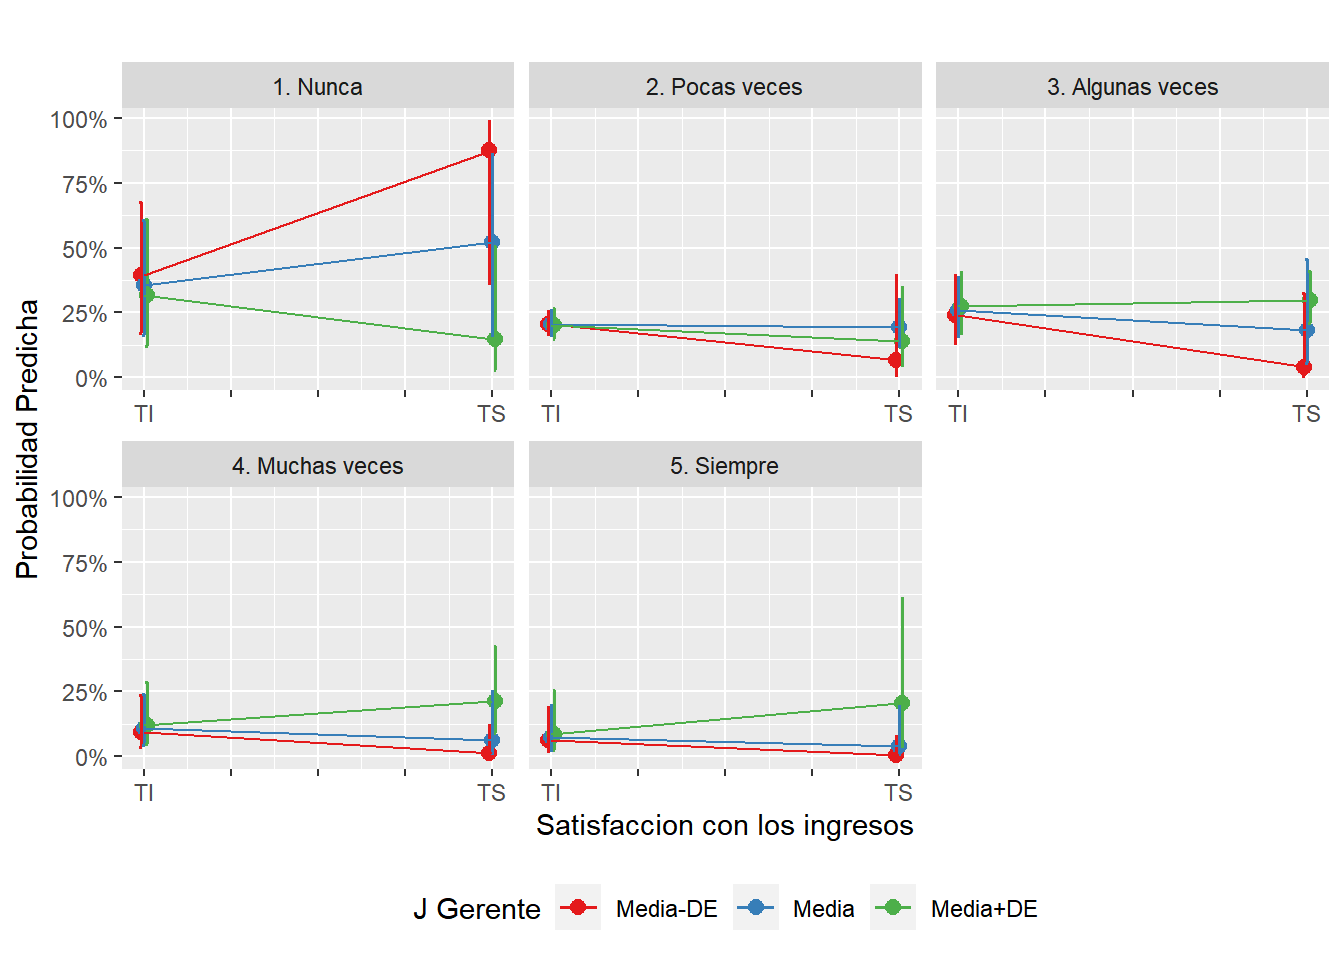 1. Nunca
2. Pocas veces
3. Algunas veces
100%
75%
50%
25%
0%
TI
TS
TI
TS
TI
TS
4. Muchas veces
5. Siempre
100%
75%
50%
25%
0%
TI
TS
TI
TS
Probabilidad Predicha
Satisfaccion con los ingresos
J Gerente Media-DE Media Media+DE